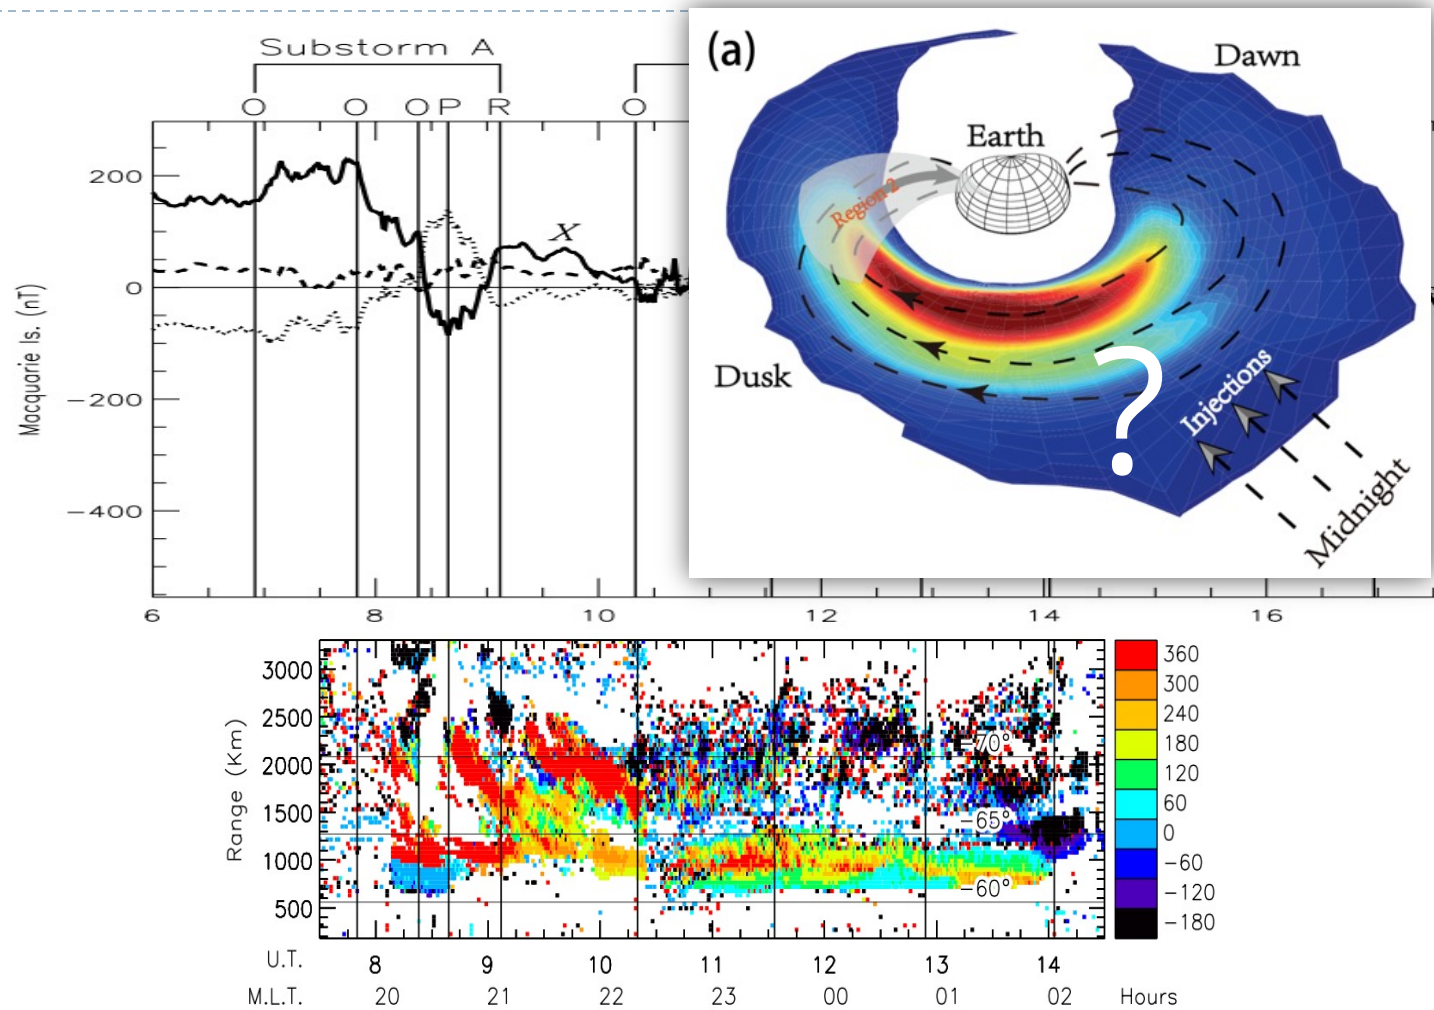 Substorm A
O O O P R O
200
0
−200
−400
Macquarie Is. (nT)
X
6 8 10 12 14 16
(a)
Dawn
Earth
Region 2
Dusk
?
Injections
Midnight
3000
2500
2000
1500
1000
500
Range (Km)
−70°
−65°
−60°
360
300
240
180
120
60
0
−60
−120
−180
U.T. 8 9 10 11 12 13 14
M.L.T. 20 21 22 23 00 01 02 Hours